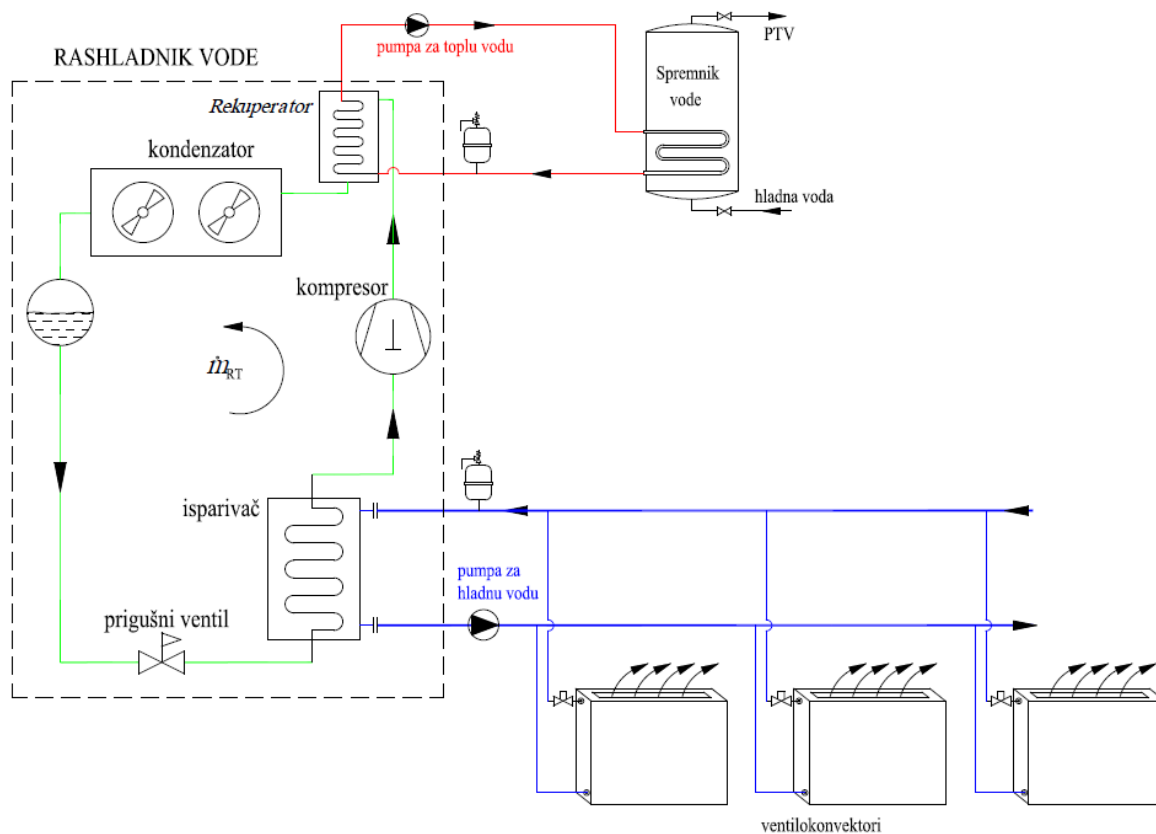 pumpa za toplu vodu
PTV
RASHLADNIK VODE
Spremnik
vode
Rekuperator
kondenzator
hladna voda
kompresor
ṁRT
isparivač
pumpa za
hladnu vodu
prigušni ventil
ventilokonvektori